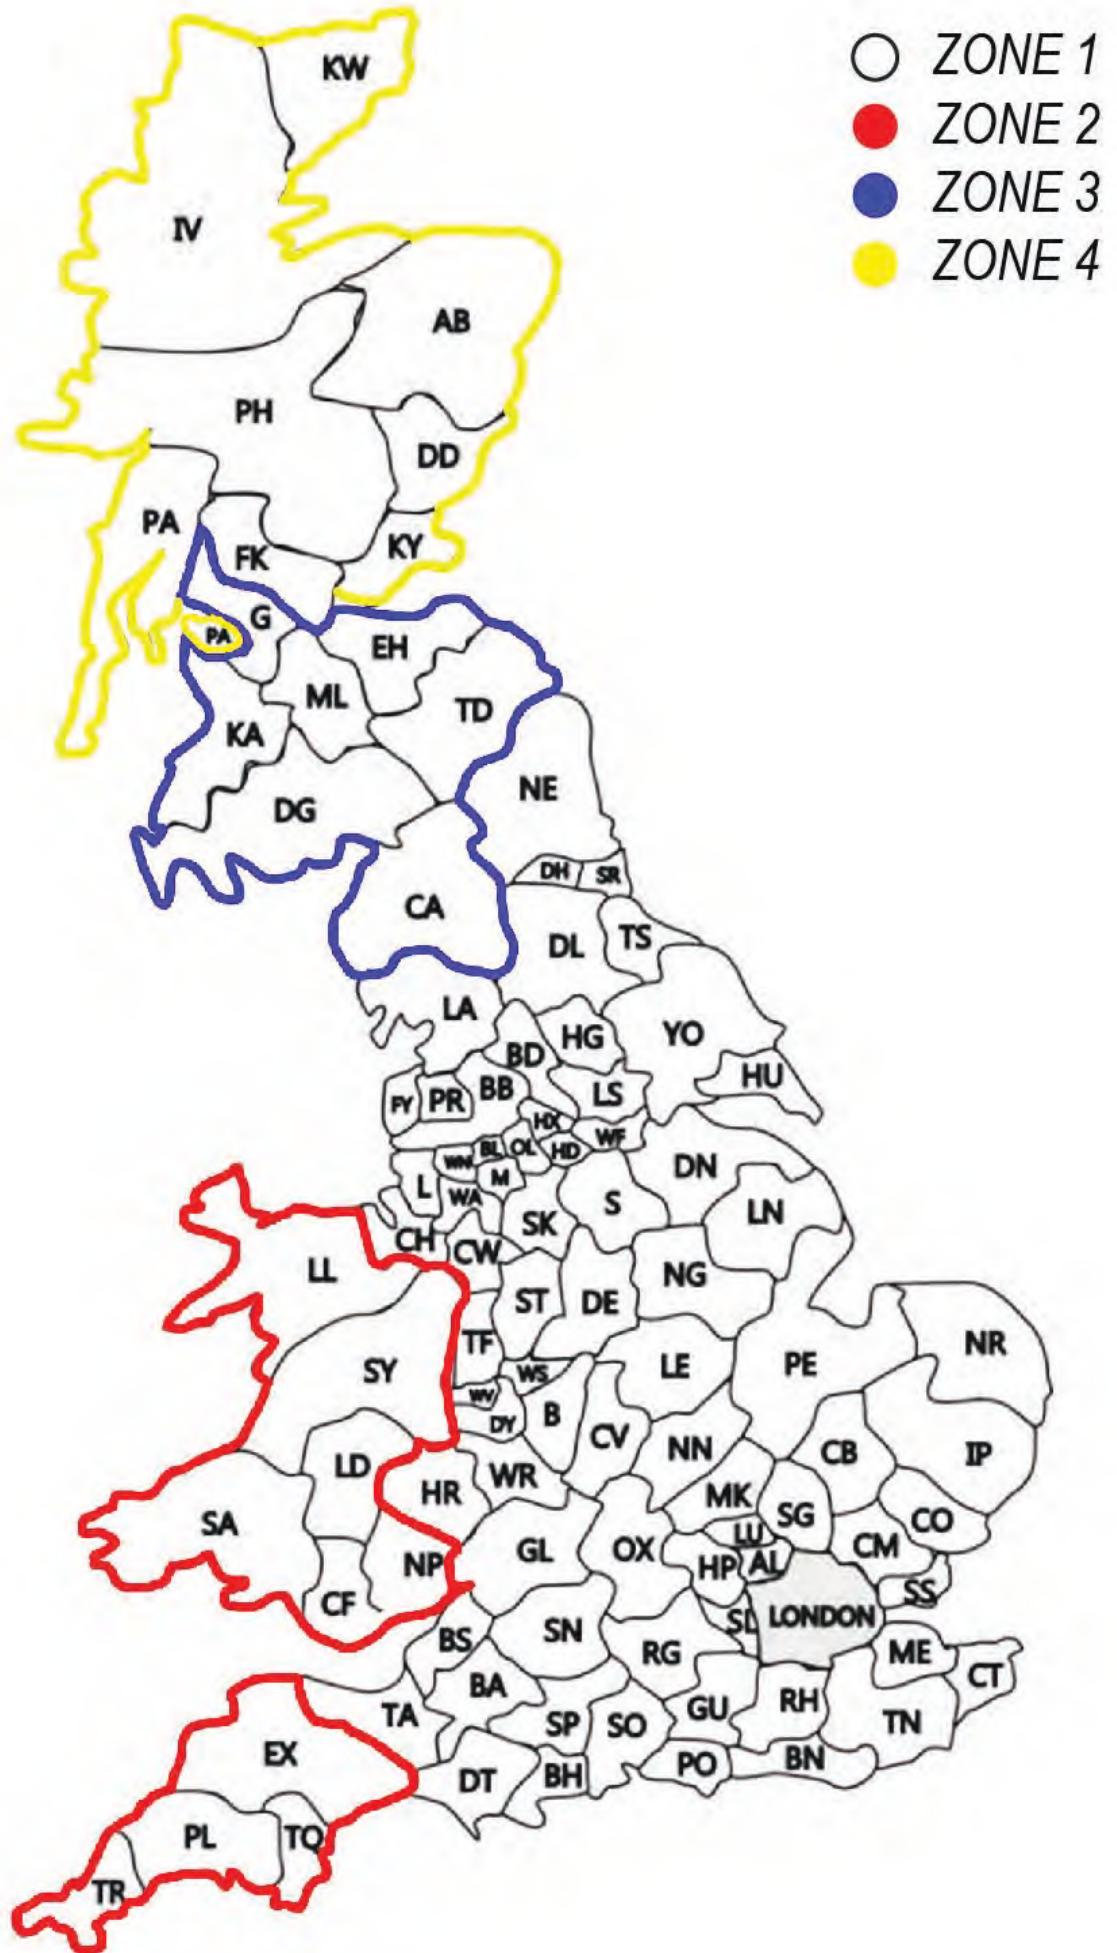 ZONE 1
ZONE 2
ZONE 3
ZONE 4
KW
IV
AB
PH
DD
PA
FK
KY
G
PA
EH
ML
TD
KA
NE
DG
DH SR
CA
DL TS
LA
HG YO
BD
HU
FY PR BB LS
HX
WN BL OL HD WF
DN
L WA M
S LN
SK
CH CW
LL NG
ST DE
TF NR
SY WS LE PE
WV
DY B
CV NN CB IP
LD
HR WR MK
SG CO
SA LU
NP GL OX HP AL CM
CF SS
SL LONDON
BS SN
RG ME
CT
BA
TA SP SO GU RH TN
EX
DT BH PO BN
PL TQ
TR